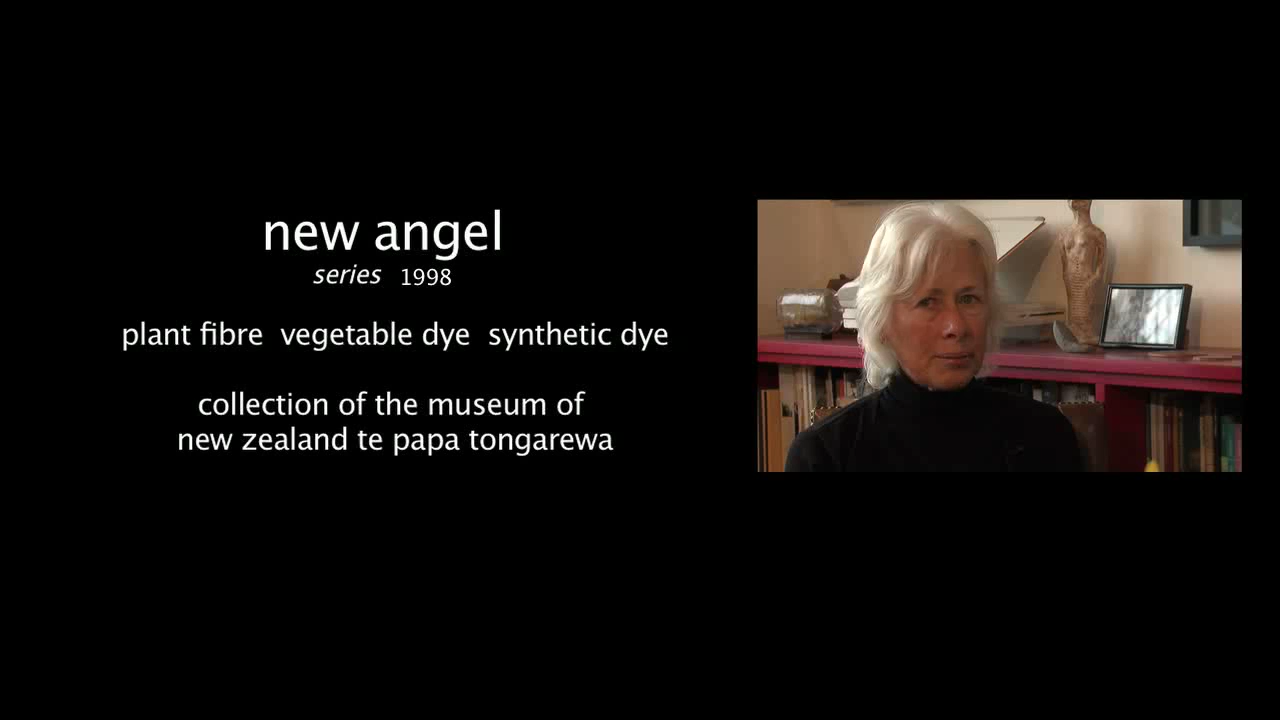 new angel
series 1998
plant fibre vegetable dye synthetic dye
collection of the museum of
new zealand te papa tongarewa